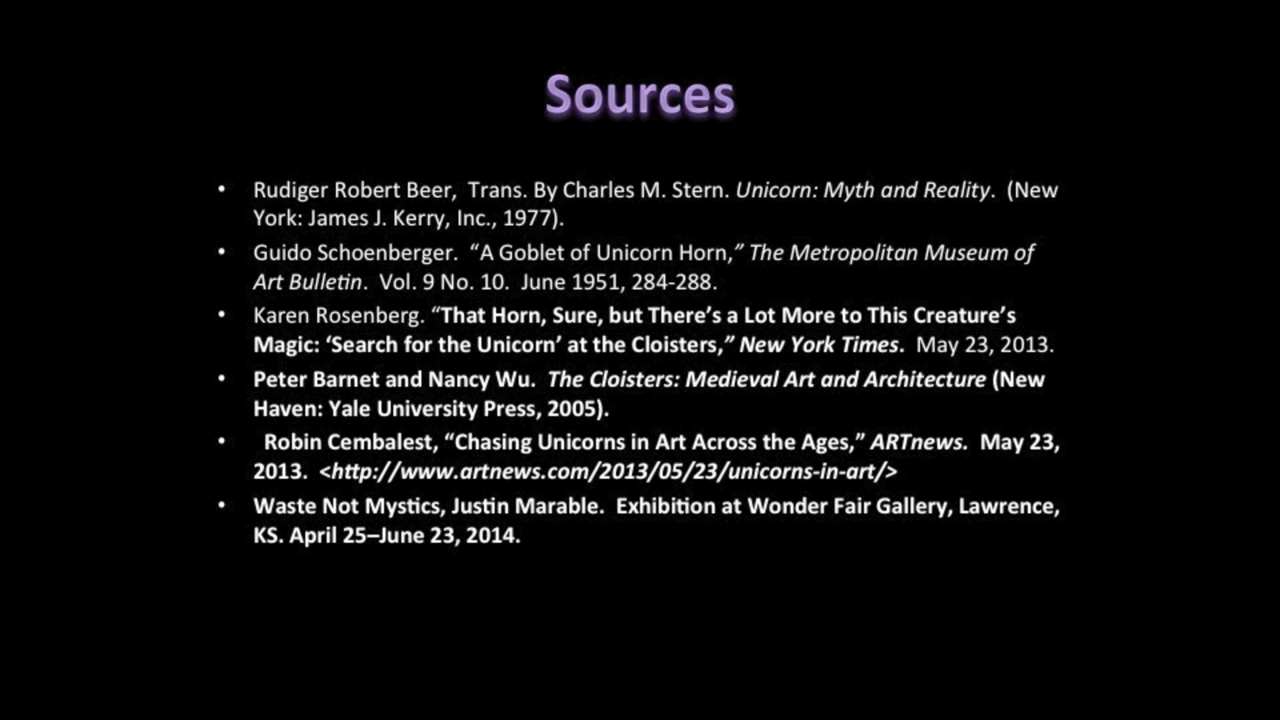 Sources
• Rudiger Robert Beer,  Trans. By Charles M. Stern. Unicorn: Myth and Reality.  (New
York: James J. Kerry, Inc., 1977).
• Guido Schoenberger.  “A Goblet of Unicorn Horn,” The Metropolitan Museum of
Art Bulletin.  Vol. 9 No. 10.  June 1951, 284-288.
• Karen Rosenberg. “That Horn, Sure, but There’s a Lot More to This Creature’s
Magic: ‘Search for the Unicorn’ at the Cloisters,” New York Times.  May 23, 2013.
• Peter Barnet and Nancy Wu.  The Cloisters: Medieval Art and Architecture (New
Haven: Yale University Press, 2005).
•  Robin Cembalest, “Chasing Unicorns in Art Across the Ages,” ARTnews.  May 23,
2013.  <http://www.artnews.com/2013/05/23/unicorns-in-art/>
• Waste Not Mystics, Justin Marable.  Exhibition at Wonder Fair Gallery, Lawrence,
KS. April 25–June 23, 2014.